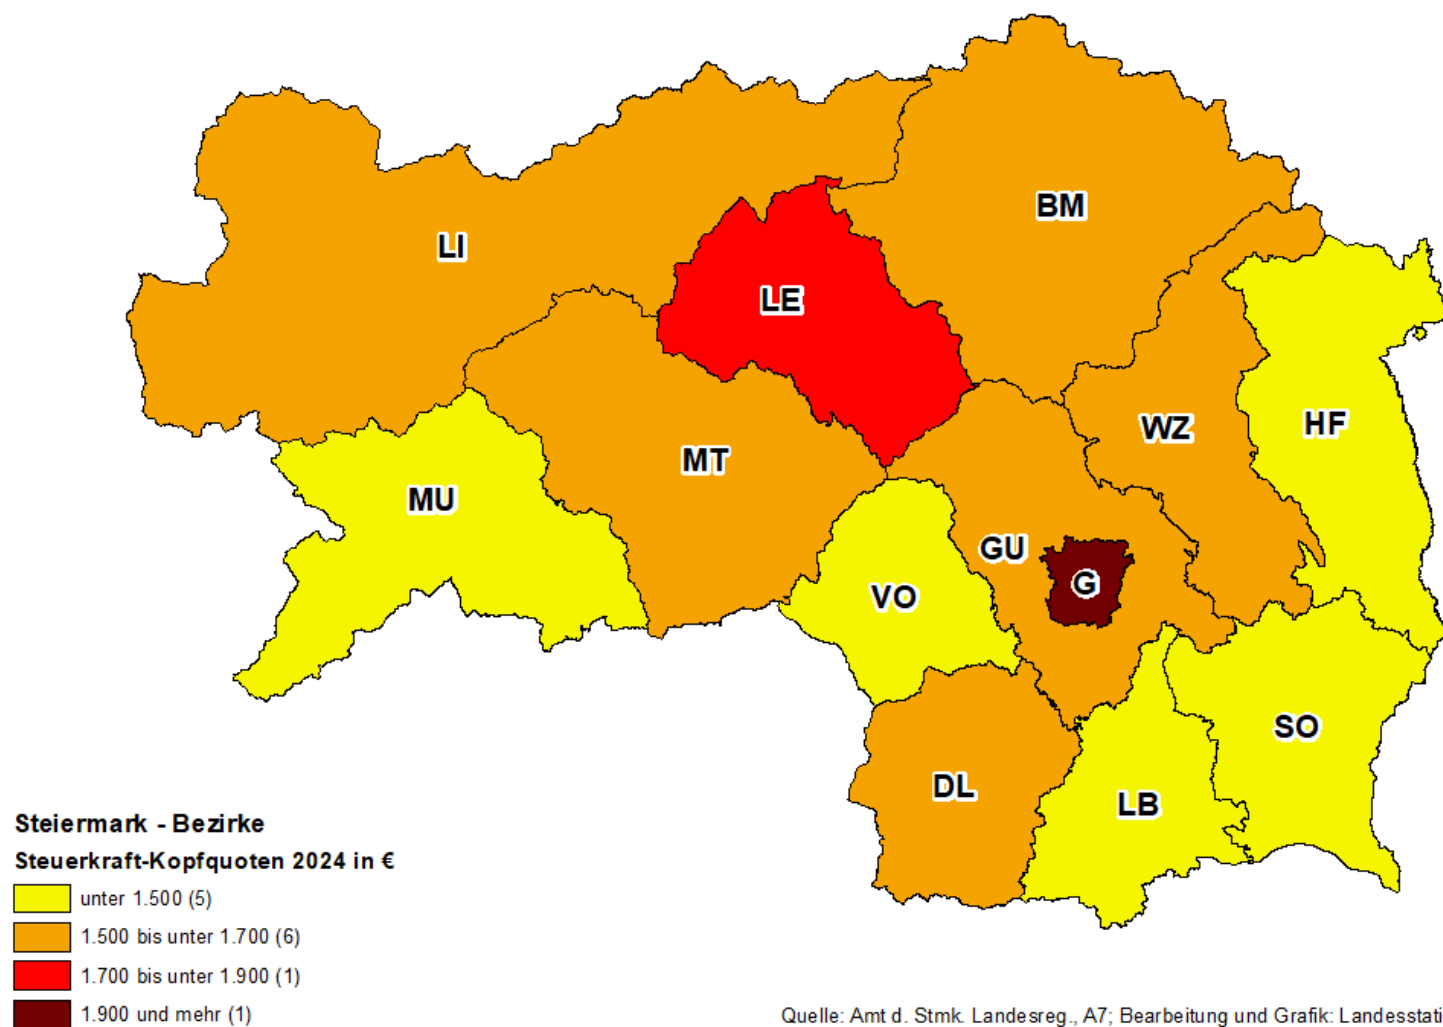 BM
LI
LE
HF
WZ
MT
MU
GU
G
VO
SO
DL
LB
Steiermark - Bezirke
Steuerkraft-Kopfquoten 2024 in €
unter 1.500 (5)
1.500 bis unter 1.700 (6)
1.700 bis unter 1.900 (1)
1.900 und mehr (1)
Quelle: Amt d. Stmk. Landesreg., A7; Bearbeitung und Grafik: Landesstati